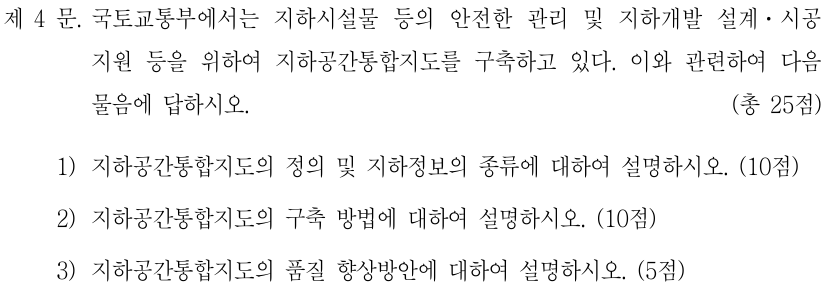 제 4 문. 국토교통부에서는 지하시설물 등의 안전한 관리 및 지하개발 설계・시공
지원 등을 위하여 지하공간통합지도를 구축하고 있다. 이와 관련하여 다음
물음에 답하시오. (총 25점)
1) 지하공간통합지도의 정의 및 지하정보의 종류에 대하여 설명하시오. (10점)
2) 지하공간통합지도의 구축 방법에 대하여 설명하시오. (10점)
3) 지하공간통합지도의 품질 향상방안에 대하여 설명하시오. (5점)